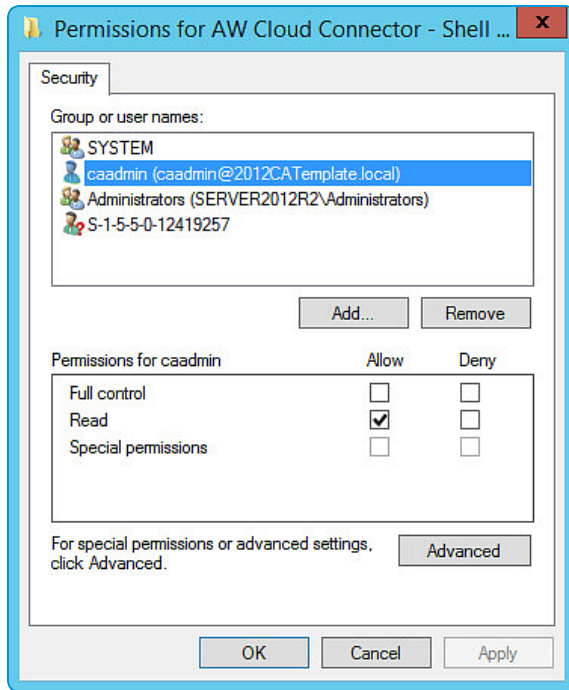 Permissions for AW Cloud Connector - Shell ...
x
Security
Group or user names:
SYSTEM
caadmin (caadmin@2012CATemplate.local)
Administrators (SERVER2012R2\Administrators)
S-1-5-5-0-12419257
Add...
Remove
Permissions for caadmin
Allow
Deny
Full control
Read
Special permissions
For special permissions or advanced settings,
click Advanced.
Advanced
OK
Cancel
Apply